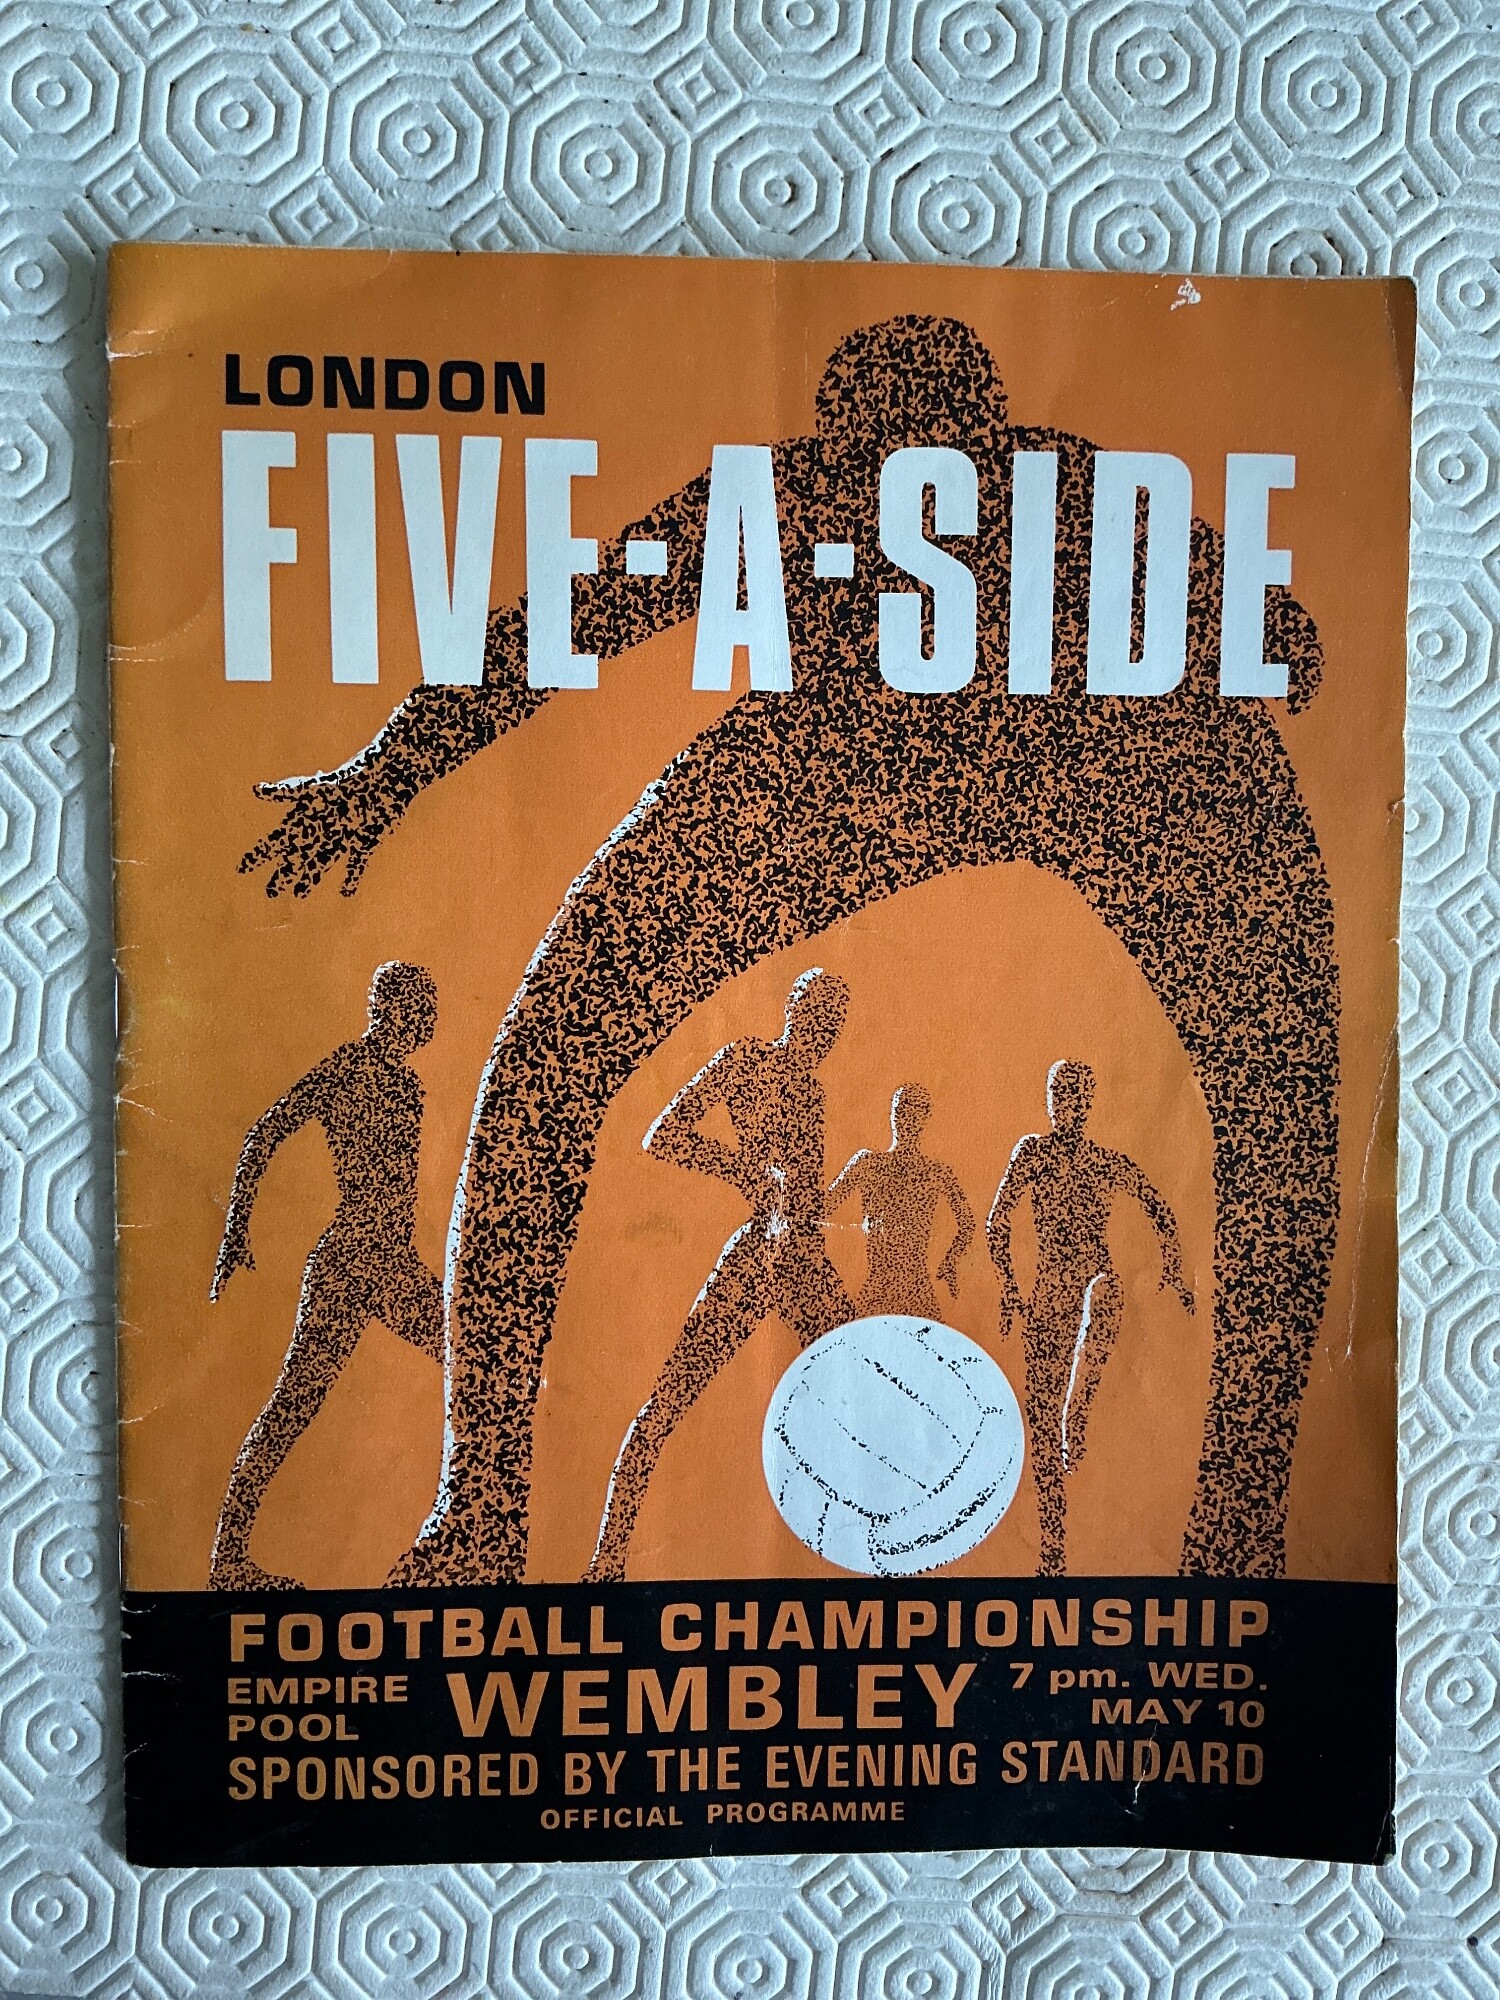 LONDON
FIVE-A-SIDE
FOOTBALL CHAMPIONSHIP
EMPIRE POOL WEMBLEY 7 pm. WED. MAY 10
SPONSORED BY THE EVENING STANDARD
OFFICIAL PROGRAMME